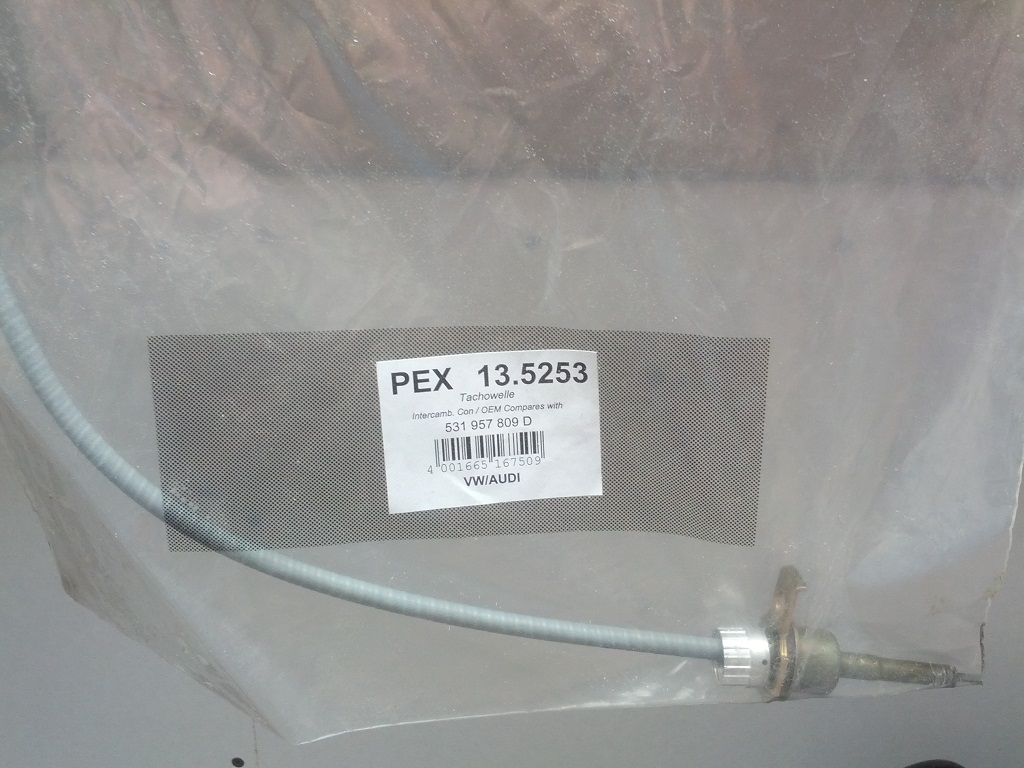 PEX 13.5253
Tachowelle
Intercamb. Con / OEM Compares with
531 957 809 D
4 001665 167509
VW/AUDI